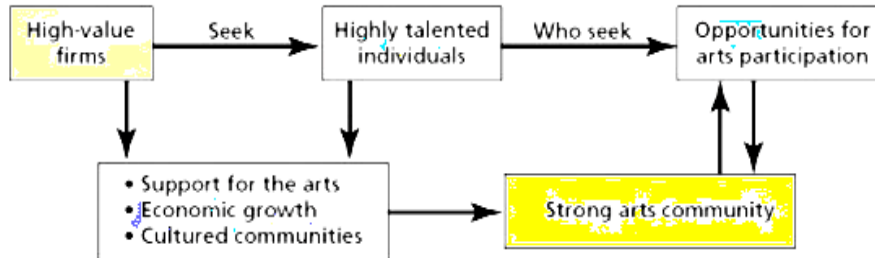 High-value
firms
Seek
Highly talented
individuals
Who seek
Opportunities for
arts participation
• Support for the arts
• Economic growth
• Cultured communities
Strong arts community